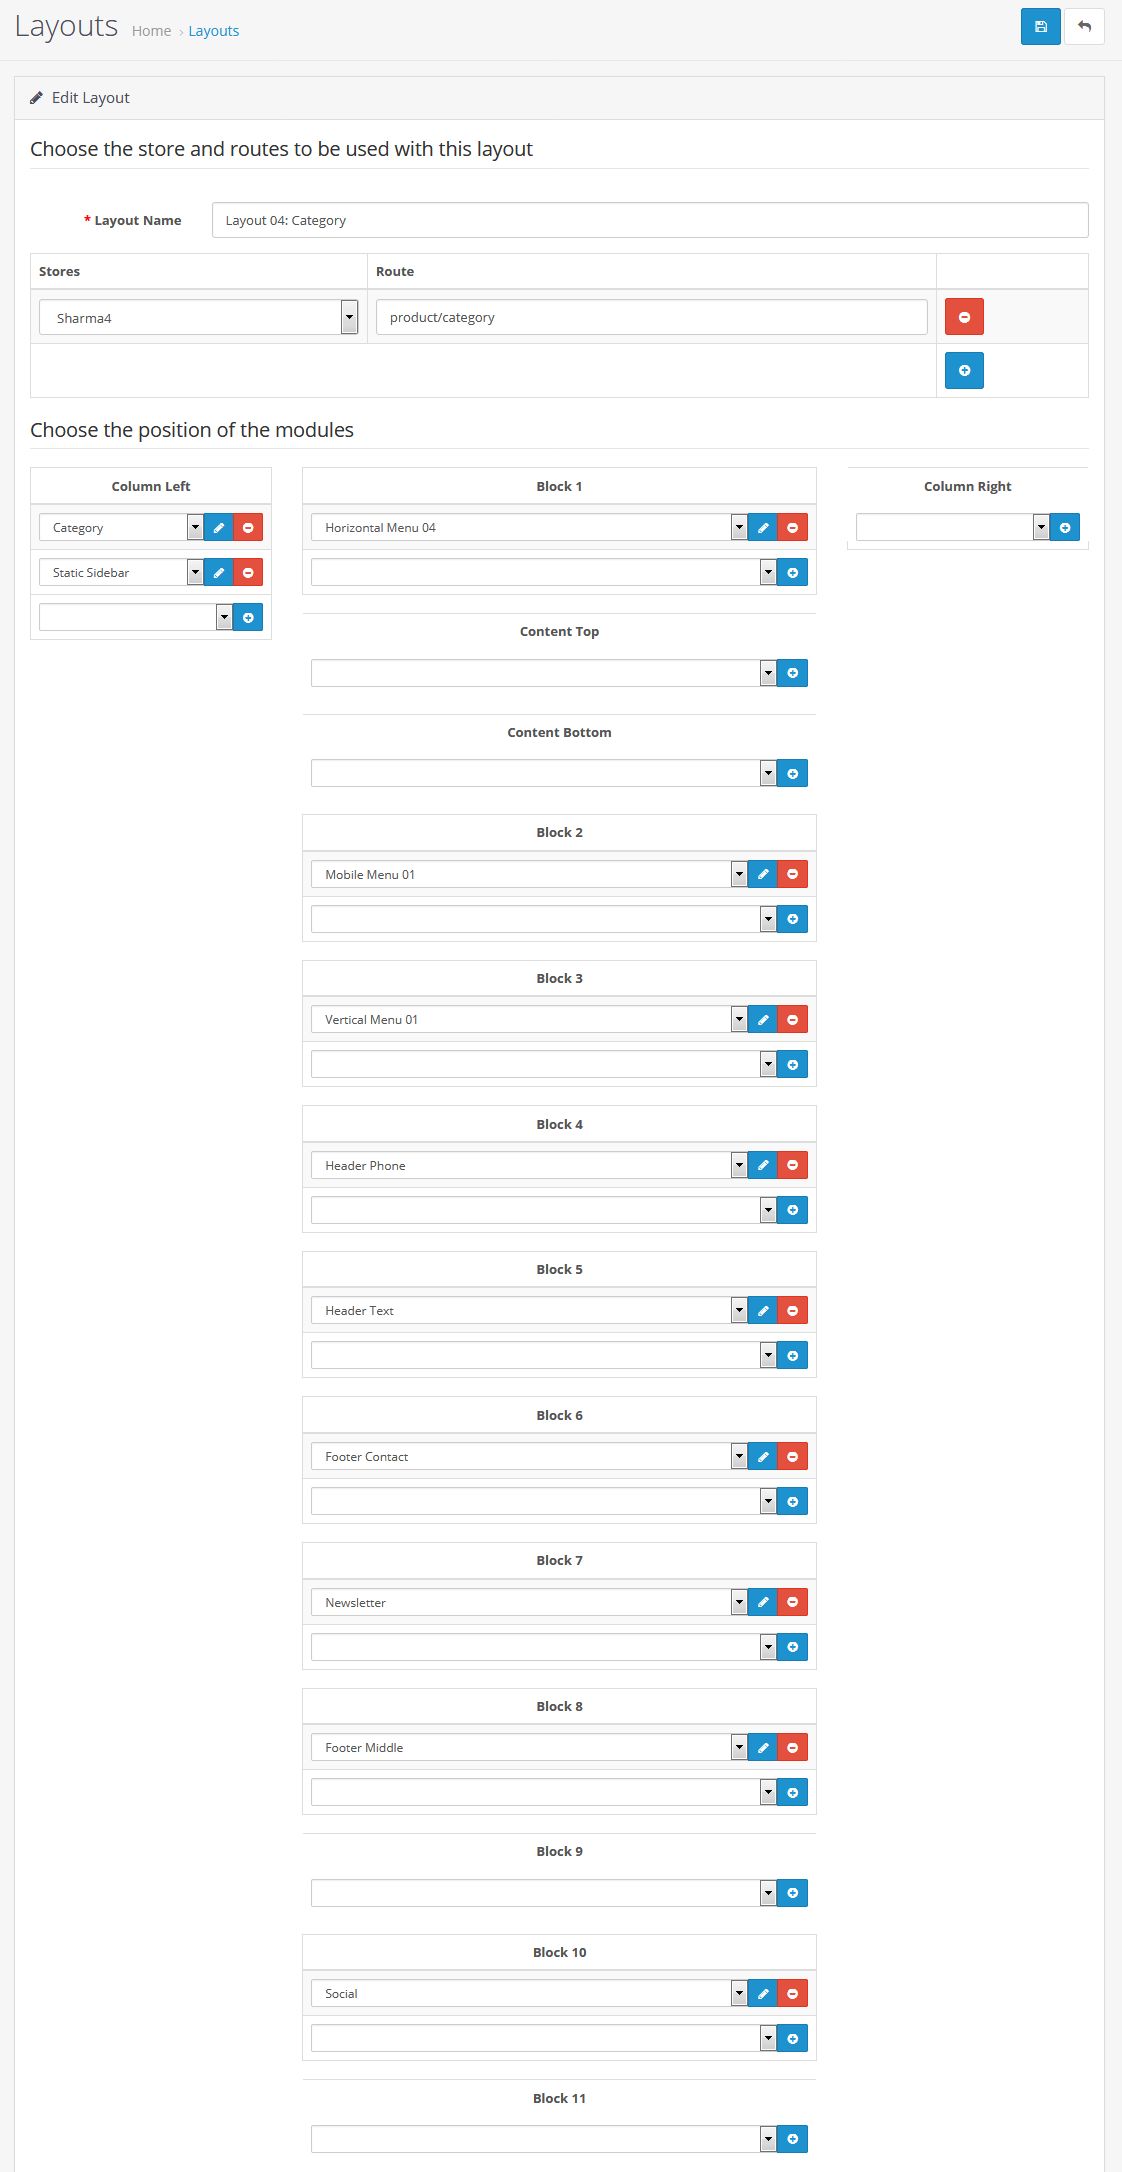 Layouts
Home › Layouts
Edit Layout
Choose the store and routes to be used with this layout
* Layout Name
Layout 04: Category
Stores Route
Sharma4 product/category
Choose the position of the modules
Column Left
Category
Static Sidebar
Block 1
Horizontal Menu 04
Column Right
Content Top
Content Bottom
Block 2
Mobile Menu 01
Block 3
Vertical Menu 01
Block 4
Header Phone
Block 5
Header Text
Block 6
Footer Contact
Block 7
Newsletter
Block 8
Footer Middle
Block 9
Block 10
Social
Block 11